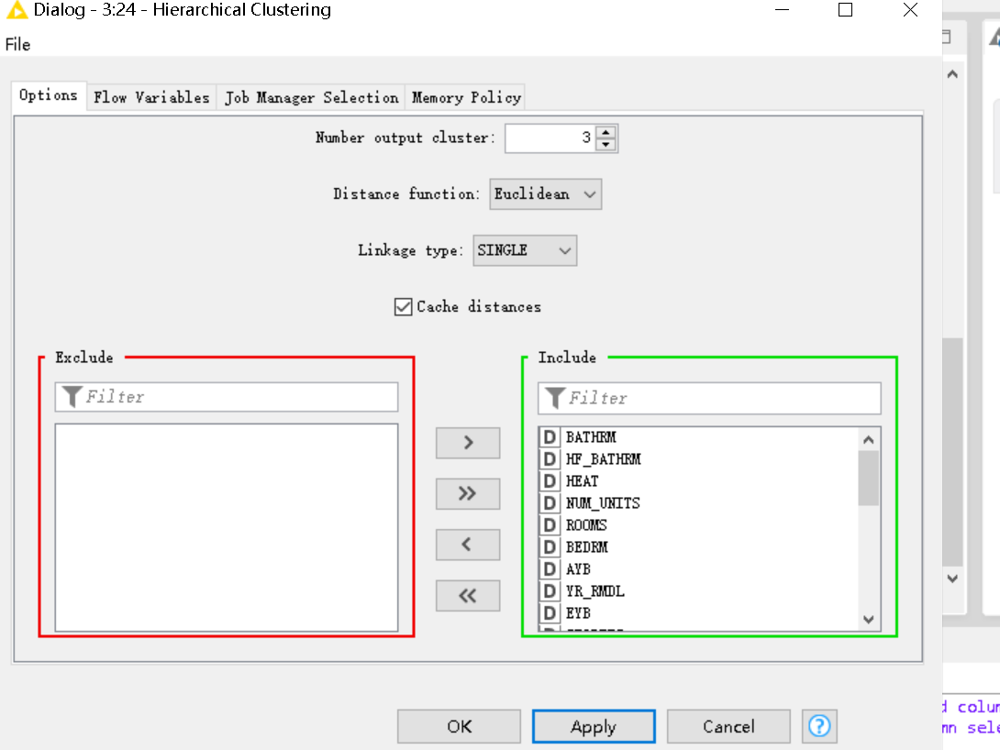 Dialog - 3:24 - Hierarchical Clustering
File
Options Flow Variables Job Manager Selection Memory Policy
Number output cluster: 3
Distance function: Euclidean
Linkage type: SINGLE
Cache distances
Exclude
Filter
Include
Filter
D BATHRM
D HF_BATHRM
D HEAT
D NUM_UNITS
D ROOMS
D BEDRM
D AYB
D YR_RMDL
D EYB
> 
>>
<
<<
OK Apply Cancel ?
d colum
mn sele